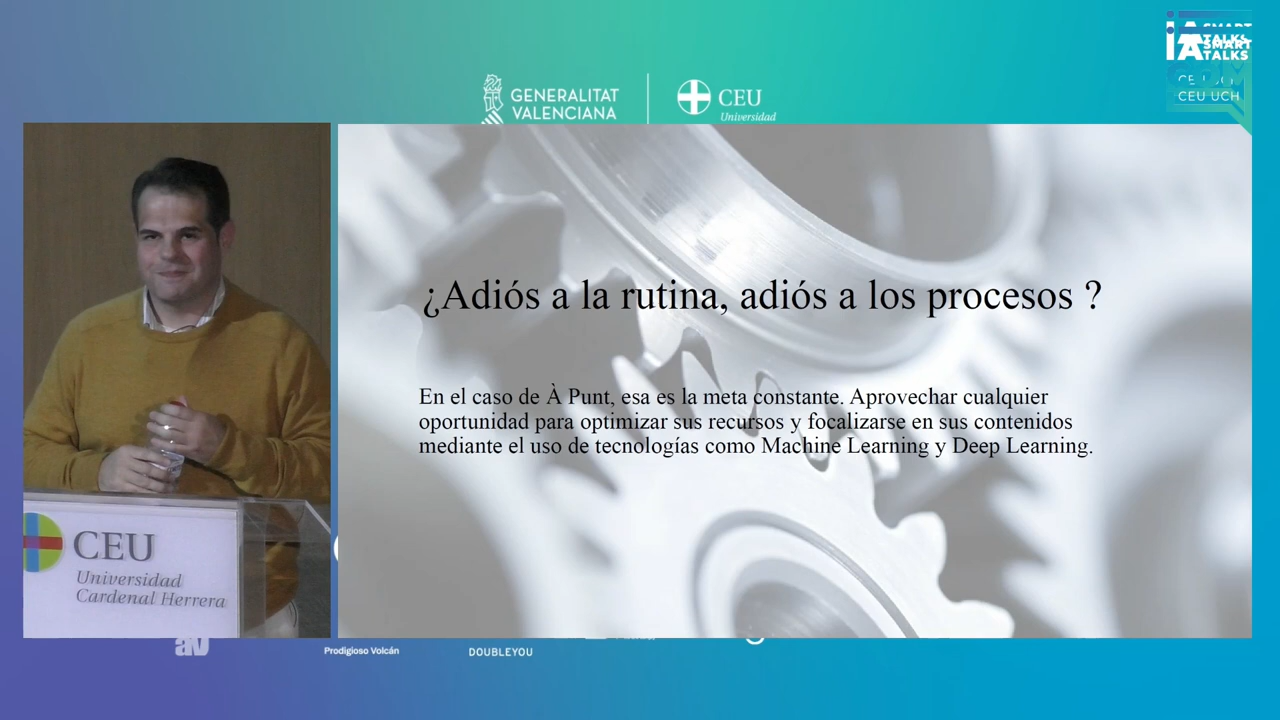 GENERALITAT
VALENCIANA
CEU
Universidad
SMART
TALKS
CEU UCH
¿Adiós a la rutina, adiós a los procesos ?
En el caso de À Punt, esa es la meta constante. Aprovechar cualquier
oportunidad para optimizar sus recursos y focalizarse en sus contenidos
mediante el uso de tecnologías como Machine Learning y Deep Learning.
CEU
Universidad
Cardenal Herrera
Prodigioso Volcán
DOUBLEYOU